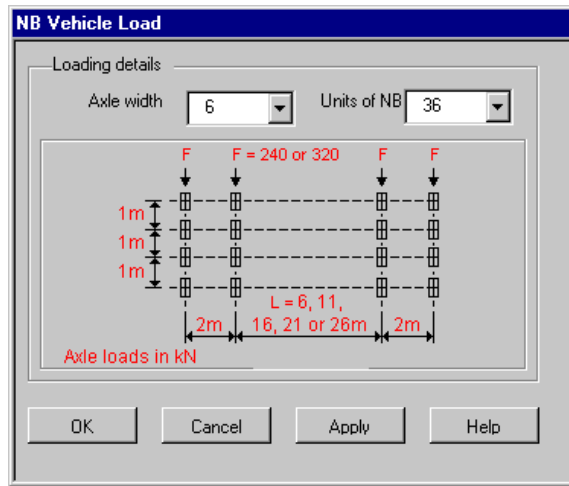 NB Vehicle Load
Loading details
Axle width 6 Units of NB 36
F F = 240 or 320 F F
1m
1m
1m
L = 6, 11,
2m 16, 21 or 26m 2m
Axle loads in kN
OK Cancel Apply Help